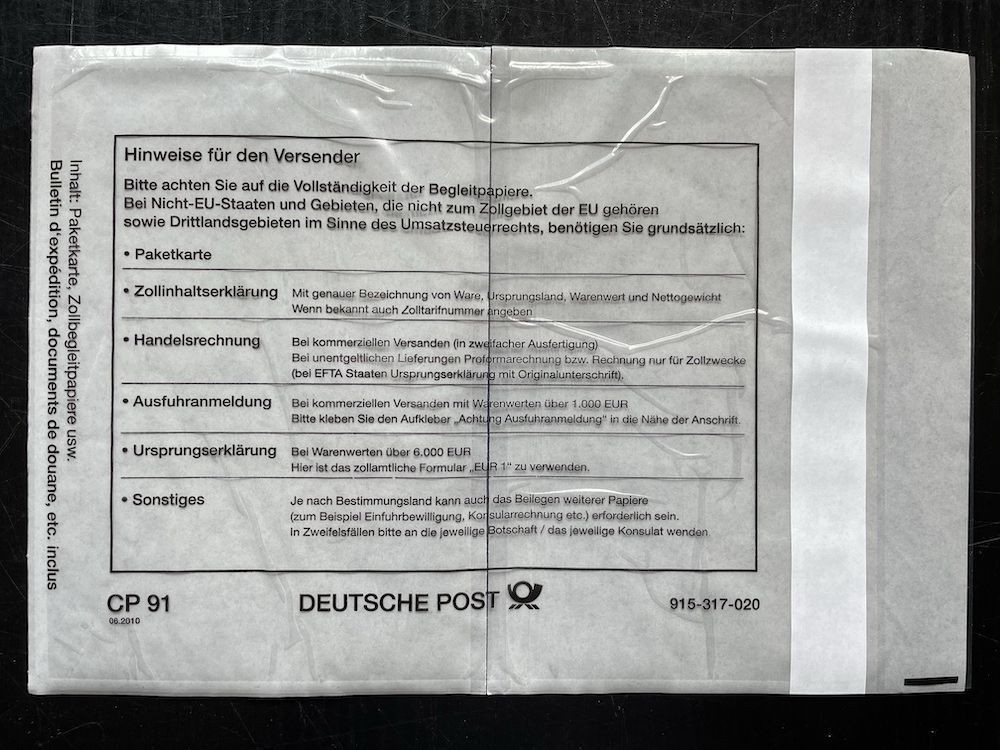 Inhalt: Paketkarte, Zollbegleitpapiere usw.
Bulletin d'expédition, documents de douane, etc. inclus
Hinweise für den Versender
Bitte achten Sie auf die Vollständigkeit der Begleitpapiere.
Bei Nicht-EU-Staaten und Gebieten, die nicht zum Zollgebiet der EU gehören
sowie Drittlandsgebieten im Sinne des Umsatzsteuerrechts, benötigen Sie grundsätzlich:
• Paketkarte
• Zollinhaltserklärung
Mit genauer Bezeichnung von Ware, Ursprungsland, Warenwert und Nettogewicht
Wenn bekannt auch Zolltarifnummer angeben
• Handelsrechnung
Bei kommerziellen Versanden (in zweifacher Ausfertigung)
Bei unentgeltlichen Lieferungen Proformarechnung bzw. Rechnung nur für Zollzwecke
(bei EFTA Staaten Ursprungserklärung mit Originalunterschrift).
• Ausfuhranmeldung
Bei kommerziellen Versanden mit Warenwerten über 1.000 EUR
Bitte kleben Sie den Aufkleber „Achtung Ausfuhranmeldung" in die Nähe der Anschrift.
• Ursprungserklärung
Bei Warenwerten über 6.000 EUR
Hier ist das zollamtliche Formular „EUR 1" zu verwenden.
• Sonstiges
Je nach Bestimmungsland kann auch das Beilegen weiterer Papiere
(zum Beispiel Einfuhrbewilligung, Konsularrechnung etc.) erforderlich sein.
In Zweifelsfällen bitte an die jeweilige Botschaft / das jeweilige Konsulat wenden
CP 91
06.2010
DEUTSCHE POST
915-317-020